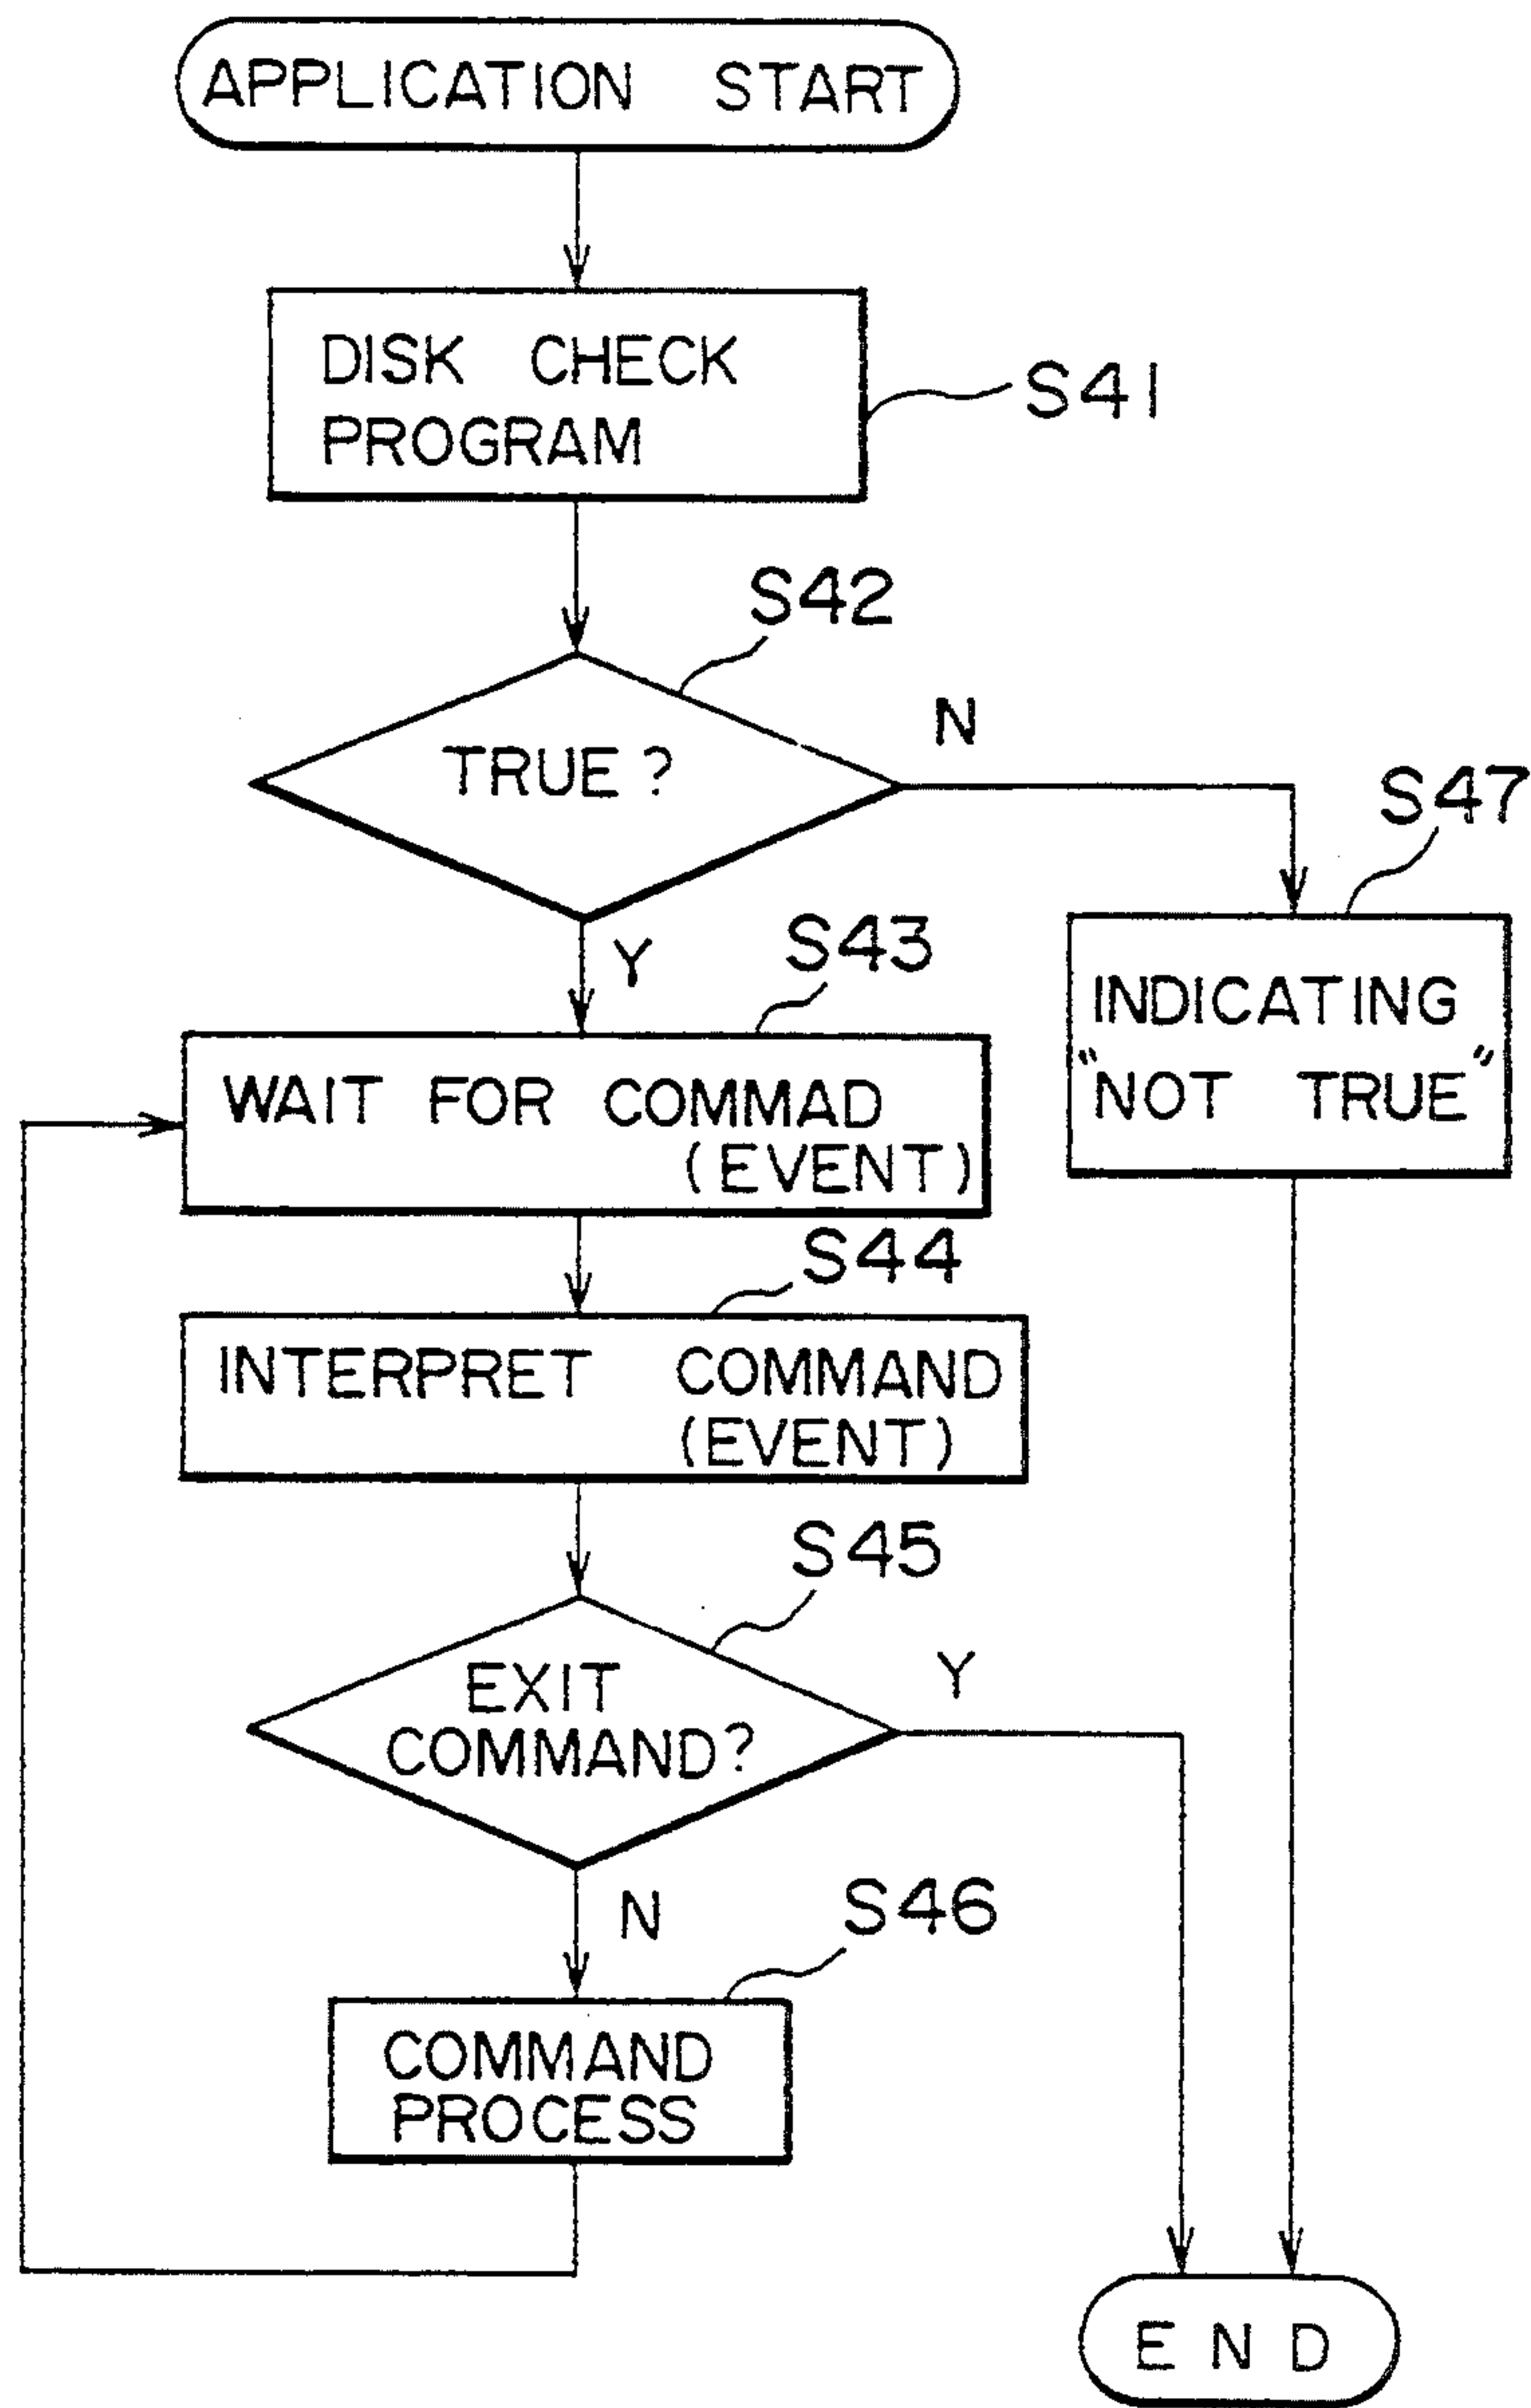 APPLICATION START
DISK CHECK
PROGRAM
S41
S42
TRUE?
N
S47
Y
S43
INDICATING
"NOT TRUE"
WAIT FOR COMMAD
(EVENT)
S44
INTERPRET COMMAND
(EVENT)
S45
EXIT
COMMAND?
Y
N
S46
COMMAND
PROCESS
END